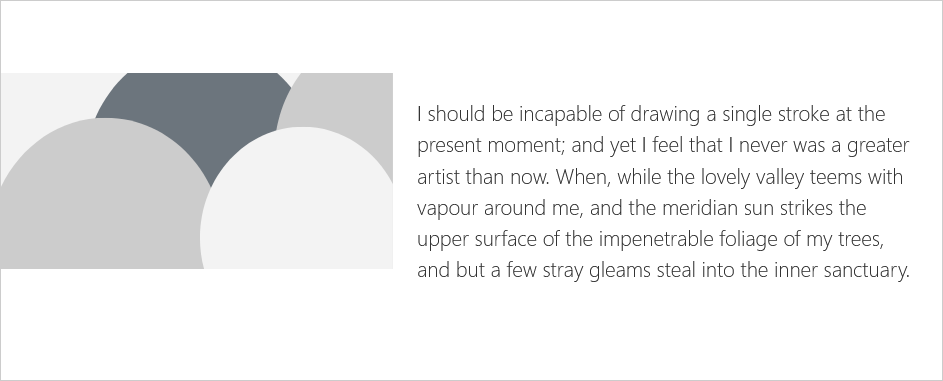 I should be incapable of drawing a single stroke at the
present moment; and yet I feel that I never was a greater
artist than now. When, while the lovely valley teems with
vapour around me, and the meridian sun strikes the
upper surface of the impenetrable foliage of my trees,
and but a few stray gleams steal into the inner sanctuary.